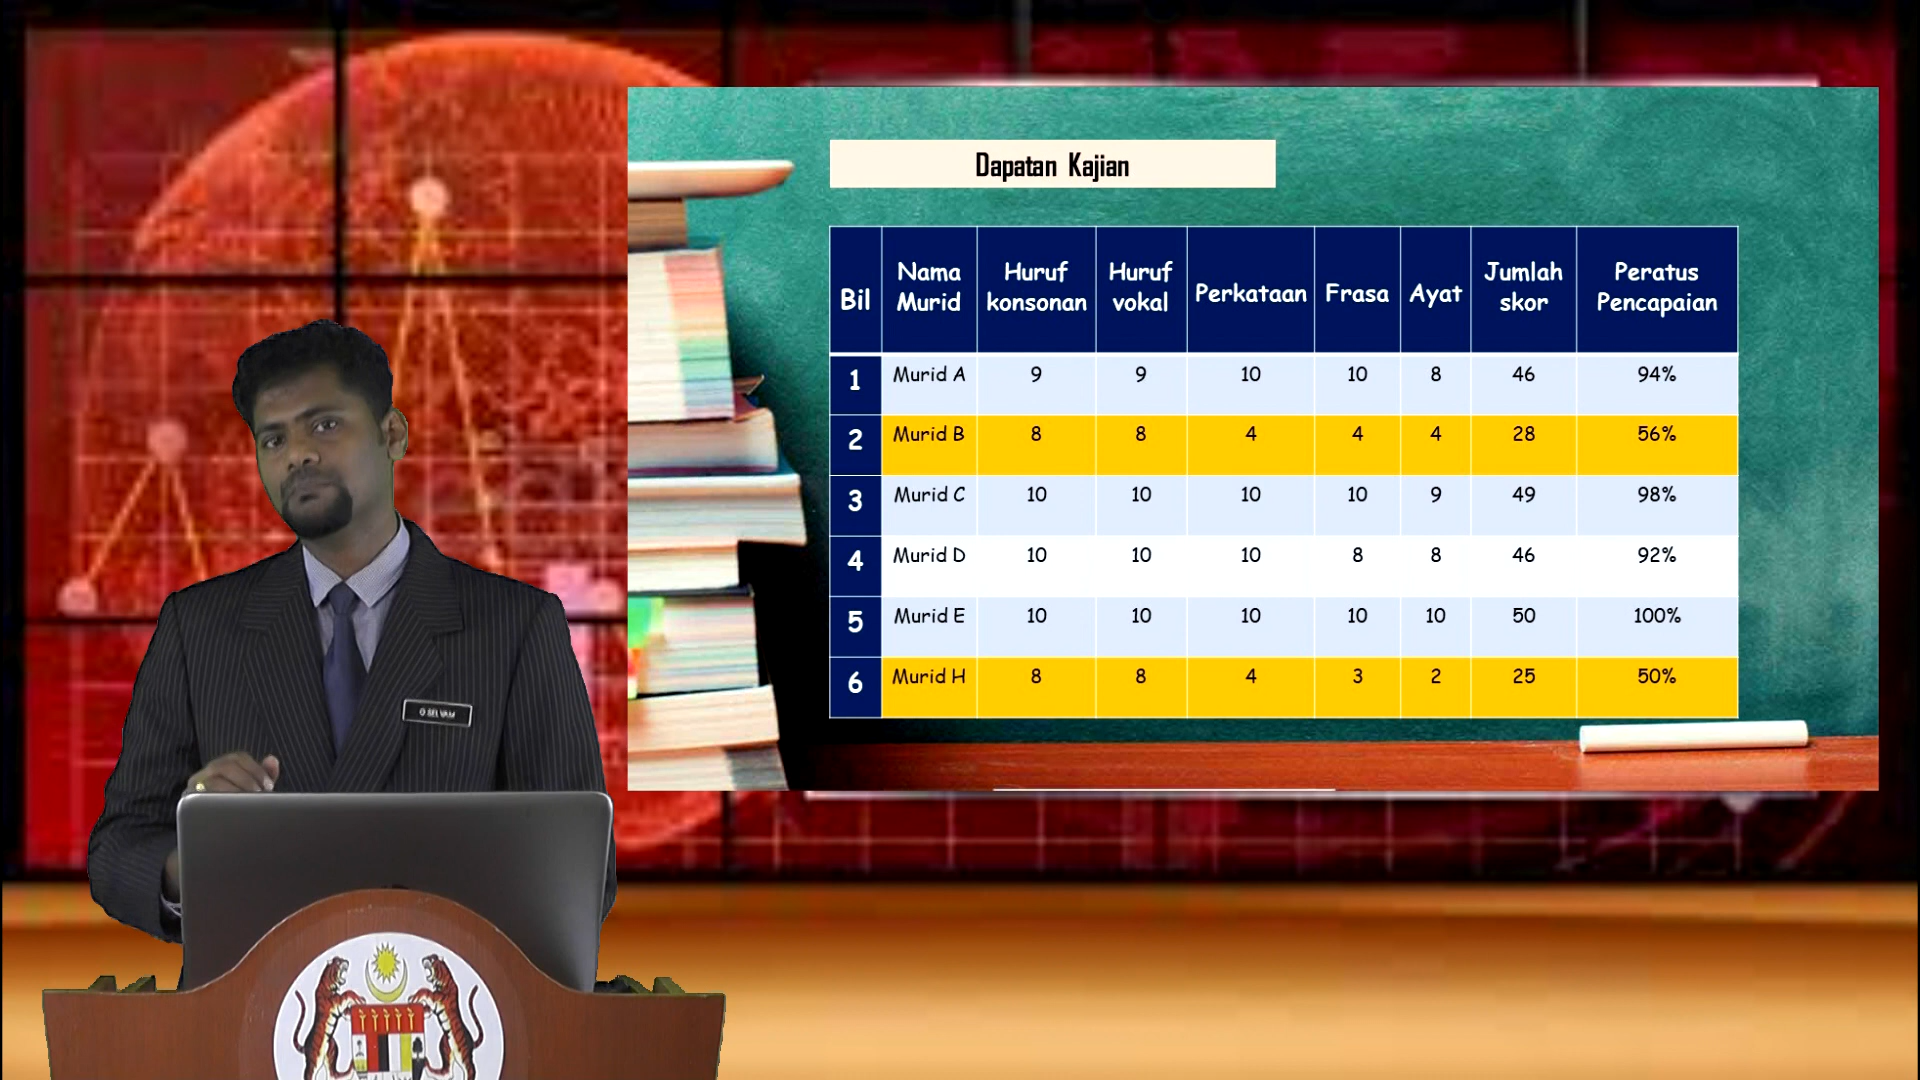 Dapatan Kajian
Bil Nama Murid Huruf konsonan Huruf vokal Perkataan Frasa Ayat Jumlah skor Peratus Pencapaian
1 Murid A 9 9 10 10 8 46 94%
2 Murid B 8 8 4 4 4 28 56%
3 Murid C 10 10 10 10 9 49 98%
4 Murid D 10 10 10 8 8 46 92%
5 Murid E 10 10 10 10 10 50 100%
6 Murid H 8 8 4 3 2 25 50%
G SELVAM